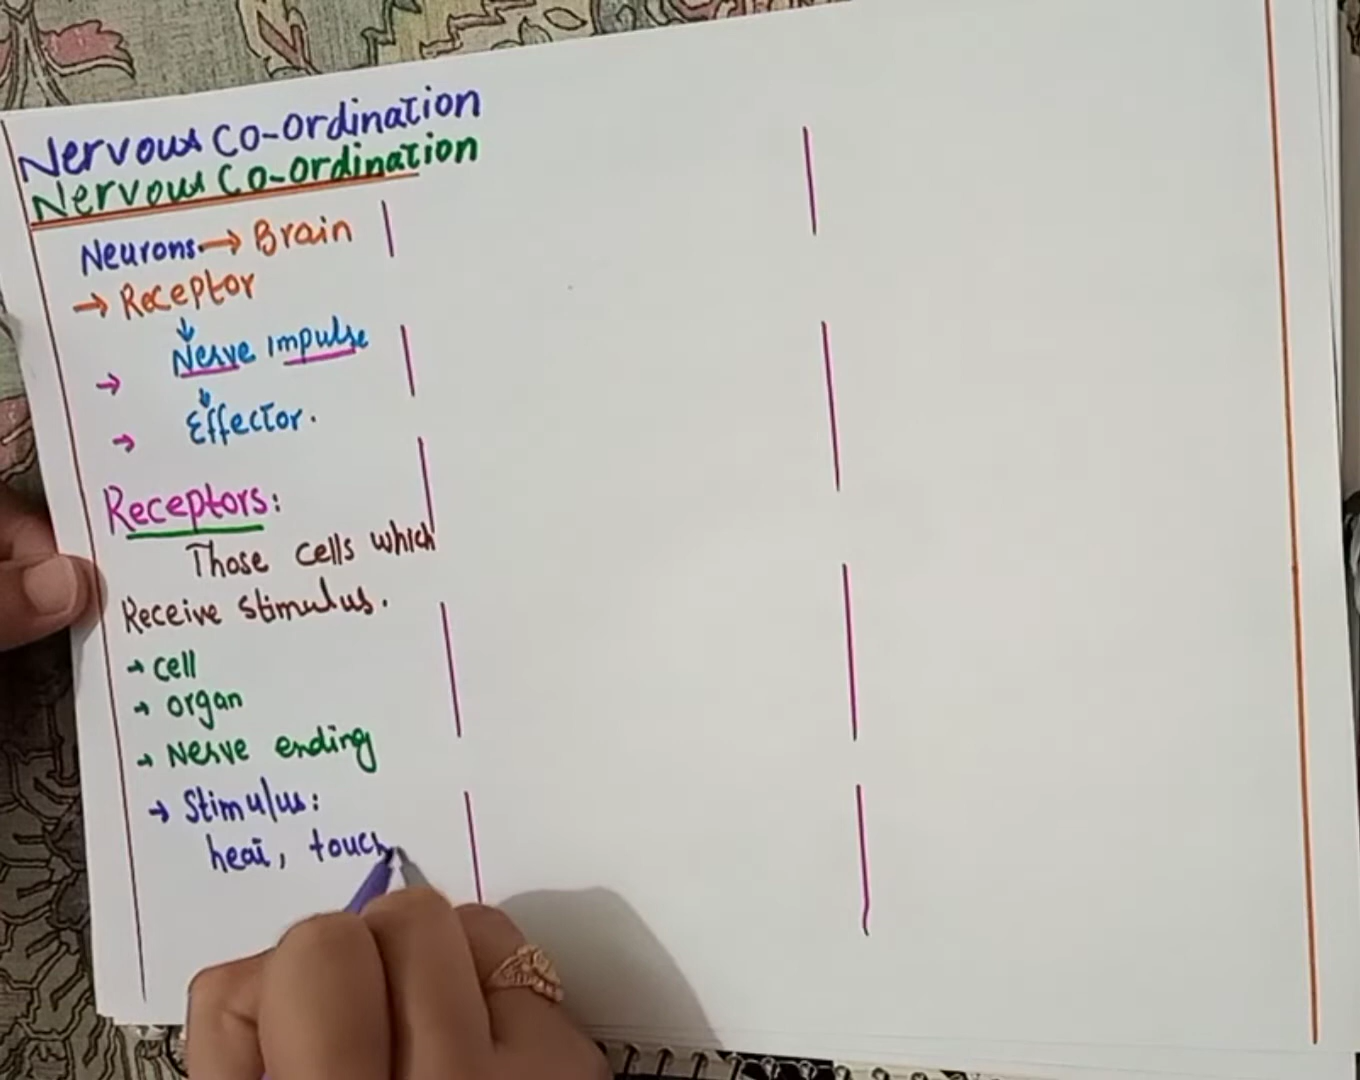 Nervous Co-ordination
Nervous Co-ordination
Neurons → Brain
→ Receptor
↓
→ Nerve impulse
↓
→ Effector.
Receptors:
Those cells which
Receive stimulus.
→ cell
→ organ
→ Nerve ending
→ Stimulus:
heat, touch